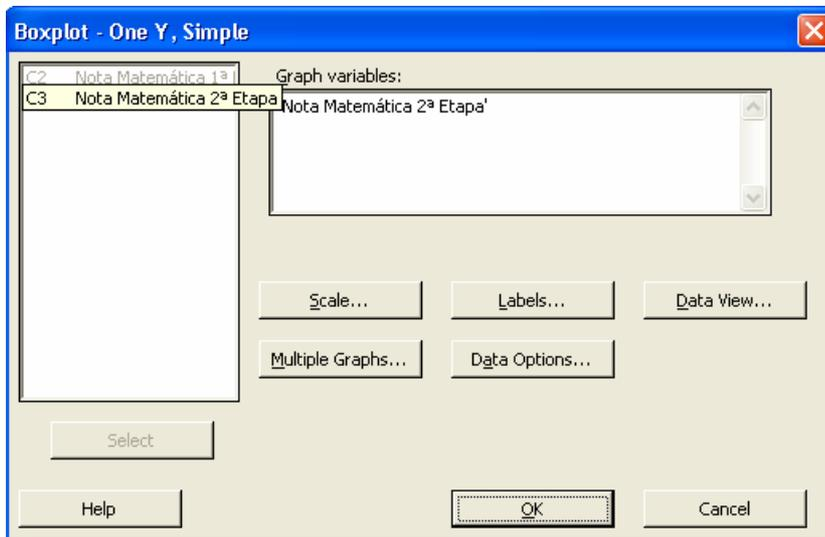 Boxplot - One Y, Simple
C2 Nota Matemática 1ª
C3 Nota Matemática 2ª Etapa
Graph variables:
Nota Matemática 2ª Etapa'
Scale...
Labels...
Data View...
Multiple Graphs...
Data Options...
Select
Help
OK
Cancel